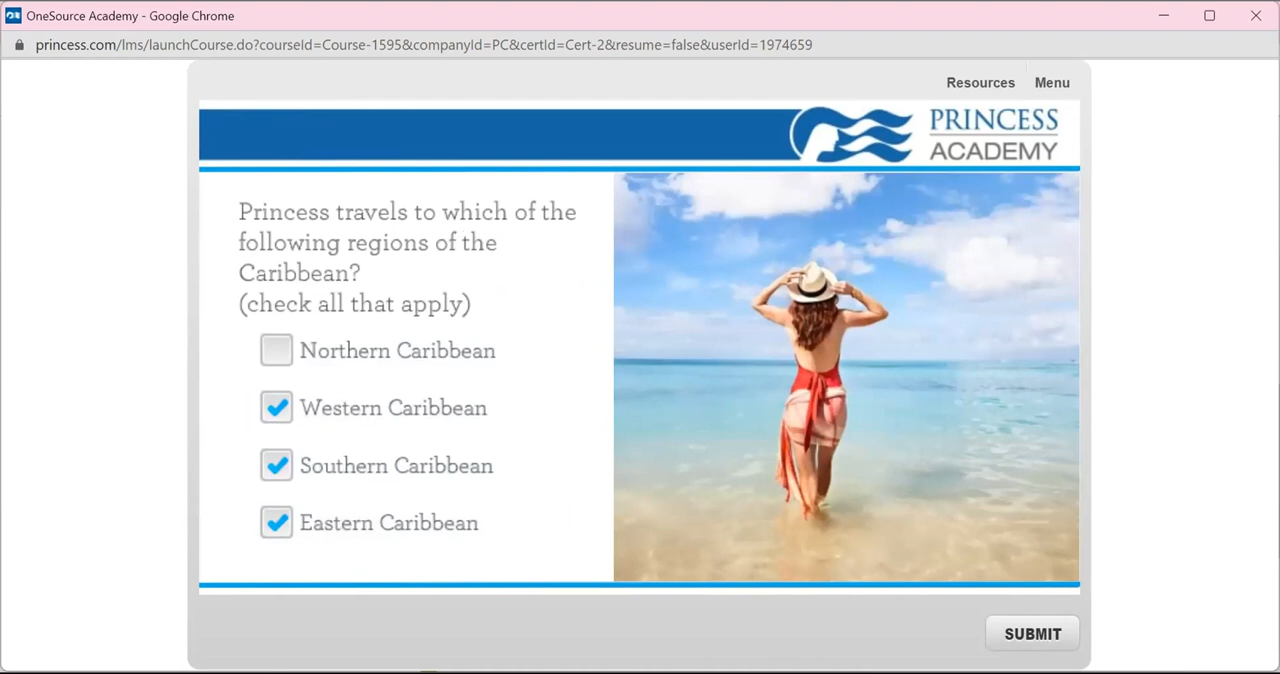 OneSource Academy - Google Chrome
princess.com/lms/launchCourse.do?courseId=Course-1595&companyId=PC&certId=Cert-2&resume=false&userId=1974659
Resources Menu
PRINCESS
ACADEMY
Princess travels to which of the
following regions of the
Caribbean?
(check all that apply)
Northern Caribbean
Western Caribbean
Southern Caribbean
Eastern Caribbean
SUBMIT